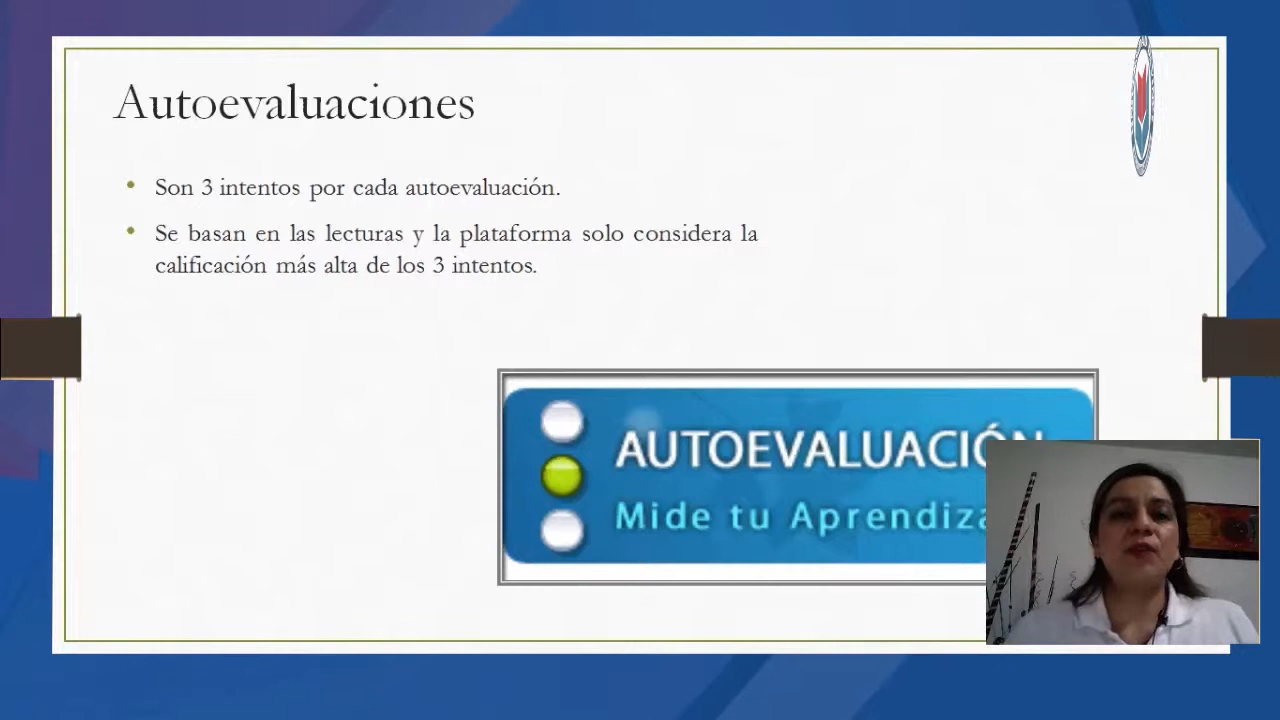 Autoevaluaciones
• Son 3 intentos por cada autoevaluación.
• Se basan en las lecturas y la plataforma solo considera la
calificación más alta de los 3 intentos.
AUTOEVALUACIÓN
Mide tu Aprendiza